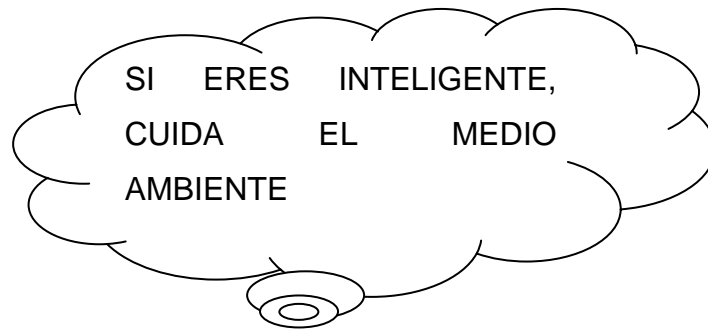 SI ERES INTELIGENTE,
CUIDA EL MEDIO
AMBIENTE